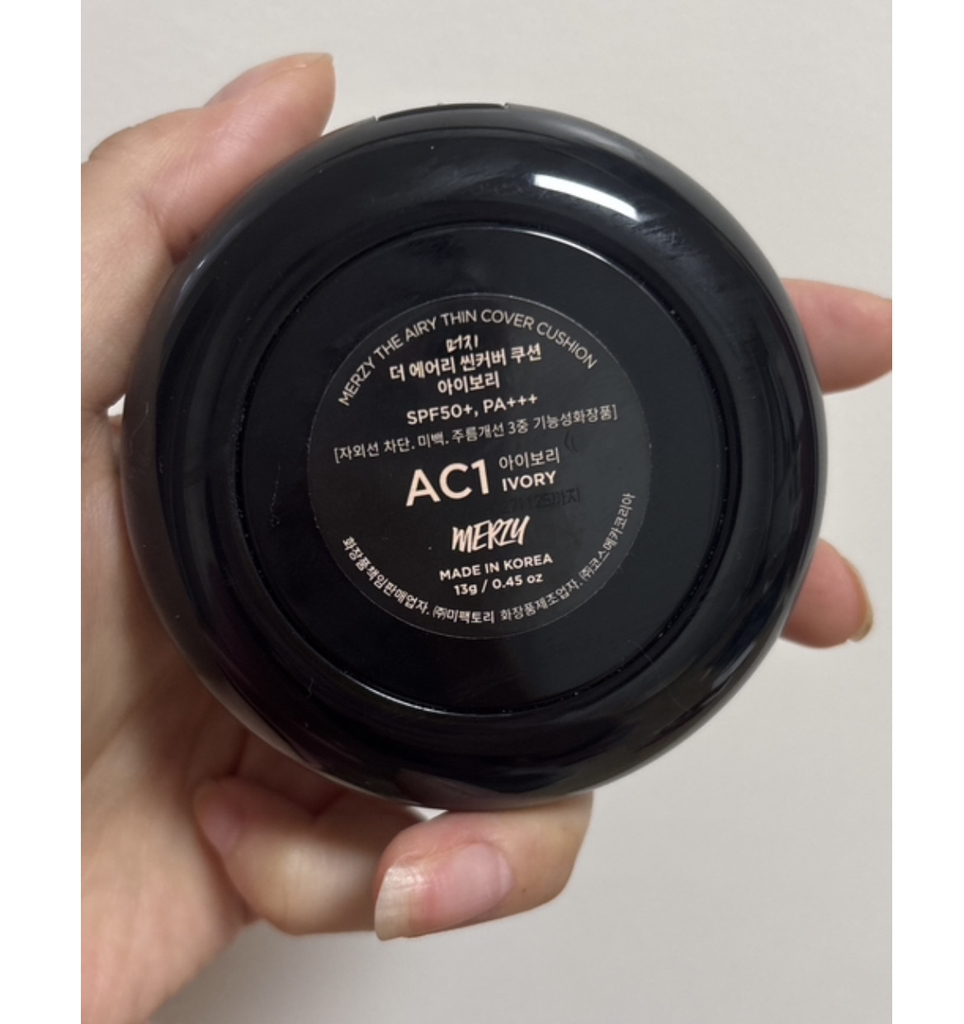 MERZY THE AIRY THIN COVER CUSHION
머지
더 에어리 씬커버 쿠션
아이보리
SPF50+, PA+++
[자외선 차단. 미백. 주름개선 3중 기능성화장품]
AC1 아이보리
IVORY
MERZY
MADE IN KOREA
13g / 0.45 oz
화장품책임판매업자. ㈜미팩토리 화장품제조업자. ㈜코스메카코리아